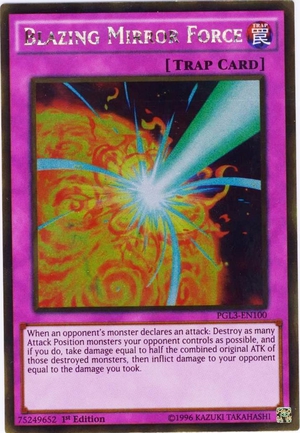 BLAZING MIRROR FORCE
TRAP
罠
[TRAP CARD]
PGL3-EN100
When an opponent's monster declares an attack: Destroy as many
Attack Position monsters your opponent controls as possible, and
if you do, take damage equal to half the combined original ATK of
those destroyed monsters, then inflict damage to your opponent
equal to the damage you took.
75249652 1st Edition ©1996 KAZUKI TAKAHASHI